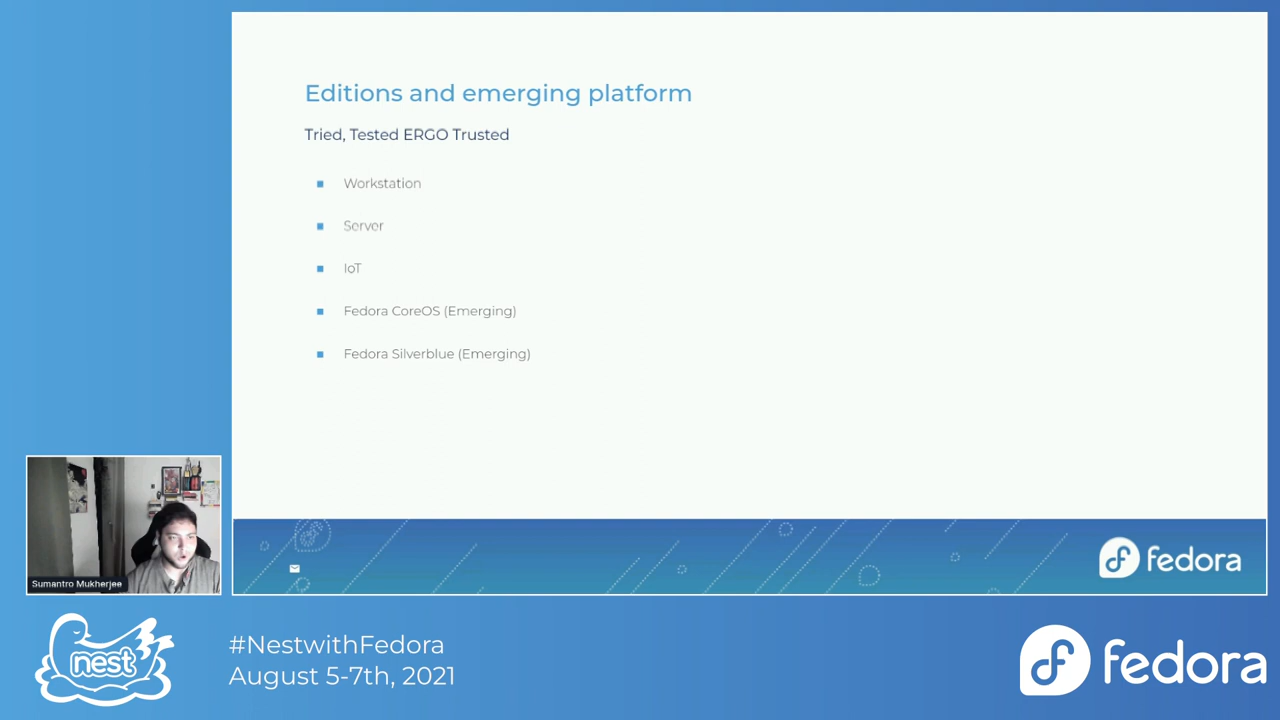 Editions and emerging platform
Tried, Tested ERGO Trusted
Workstation
Server
IoT
Fedora CoreOS (Emerging)
Fedora Silverblue (Emerging)
fedora
Sumantro Mukherjee
nest
#NestwithFedora
August 5-7th, 2021
fedora